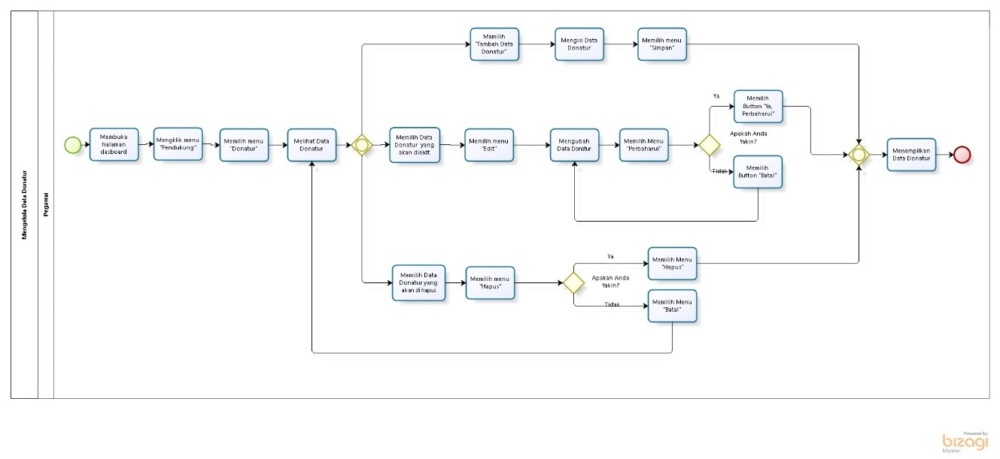 Mengelola Data Donatur
Pegawai
Membuka
halaman
dasboard
Mengklik menu
"Pendukung"
Memilih menu
"Donatur"
Melihat Data
Donatur
Mamilih
"Tambah Data
Donatur"
Mengisi Data
Donatur
Memilih menu
"Simpan"
Memilih Data
Donatur yang
akan dieidt
Memilih menu
"Edit"
Mengubah
Data Donatur
Memilih Menu
"Perbaharui"
Ya
Apakah Anda
Yakin?
Tidak
Memilih
Button "Ya,
Perbaharui"
Memilih
Button "Batal"
Memilih Data
Donatur yang
akan di hapus
Memilih menu
"Hapus"
Ya
Apakah Anda
Yakin?
Tidak
Memilih Menu
"Hapus"
Memilih Menu
"Batal"
Menampilkan
Data Donatur
Powered by
bizagi
Modeler